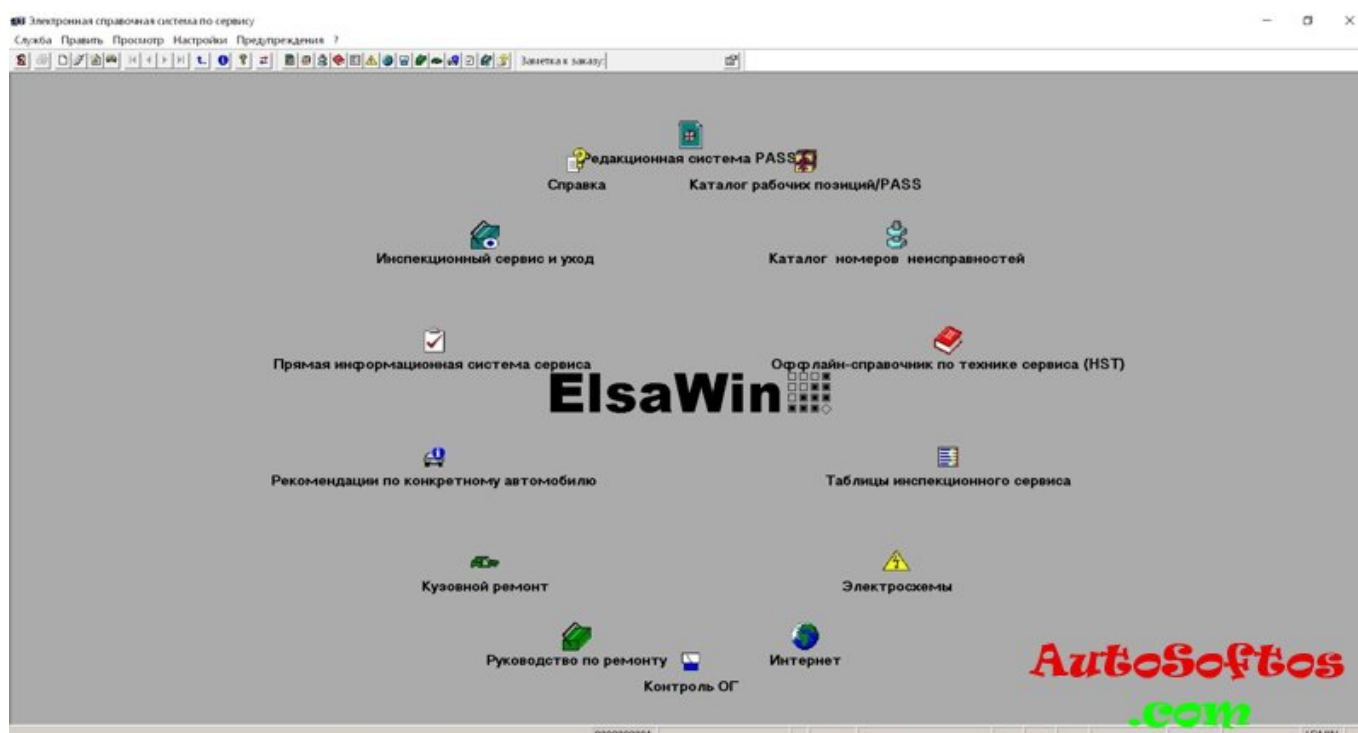 Электронная справочная система по сервису
Служба Править Просмотр Настройки Предупреждения ?
Заметка к заказу:
Редакционная система PASS
Справка
Каталог рабочих позиций/PASS
Инспекционный сервис и уход
Каталог номеров неисправностей
Прямая информационная система сервиса
Оффлайн-справочник по технике сервиса (HST)
ElsaWin
Рекомендации по конкретному автомобилю
Таблицы инспекционного сервиса
Кузовной ремонт
Электросхемы
Руководство по ремонту
Интернет
Контроль ОГ
AutoSoftos
.com